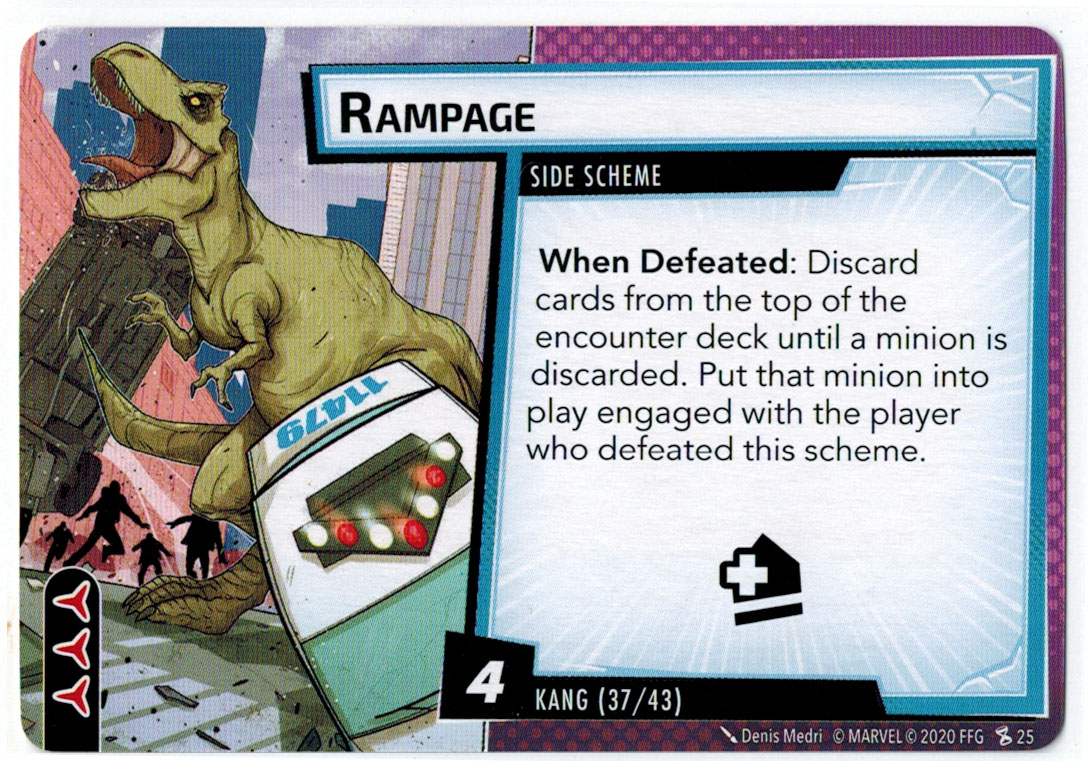 RAMPAGE
SIDE SCHEME
When Defeated: Discard
cards from the top of the
encounter deck until a minion is
discarded. Put that minion into
play engaged with the player
who defeated this scheme.
11479
4
KANG (37/43)
Denis Medri © MARVEL © 2020 FFG 25